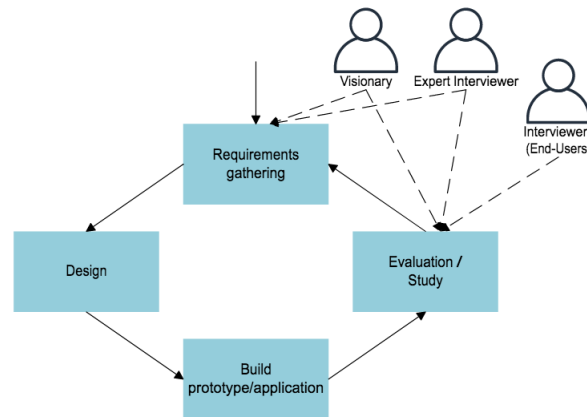 Visionary
Expert Interviewer
Interviewer
(End-Users)
Requirements
gathering
Design
Evaluation /
Study
Build
prototype/application